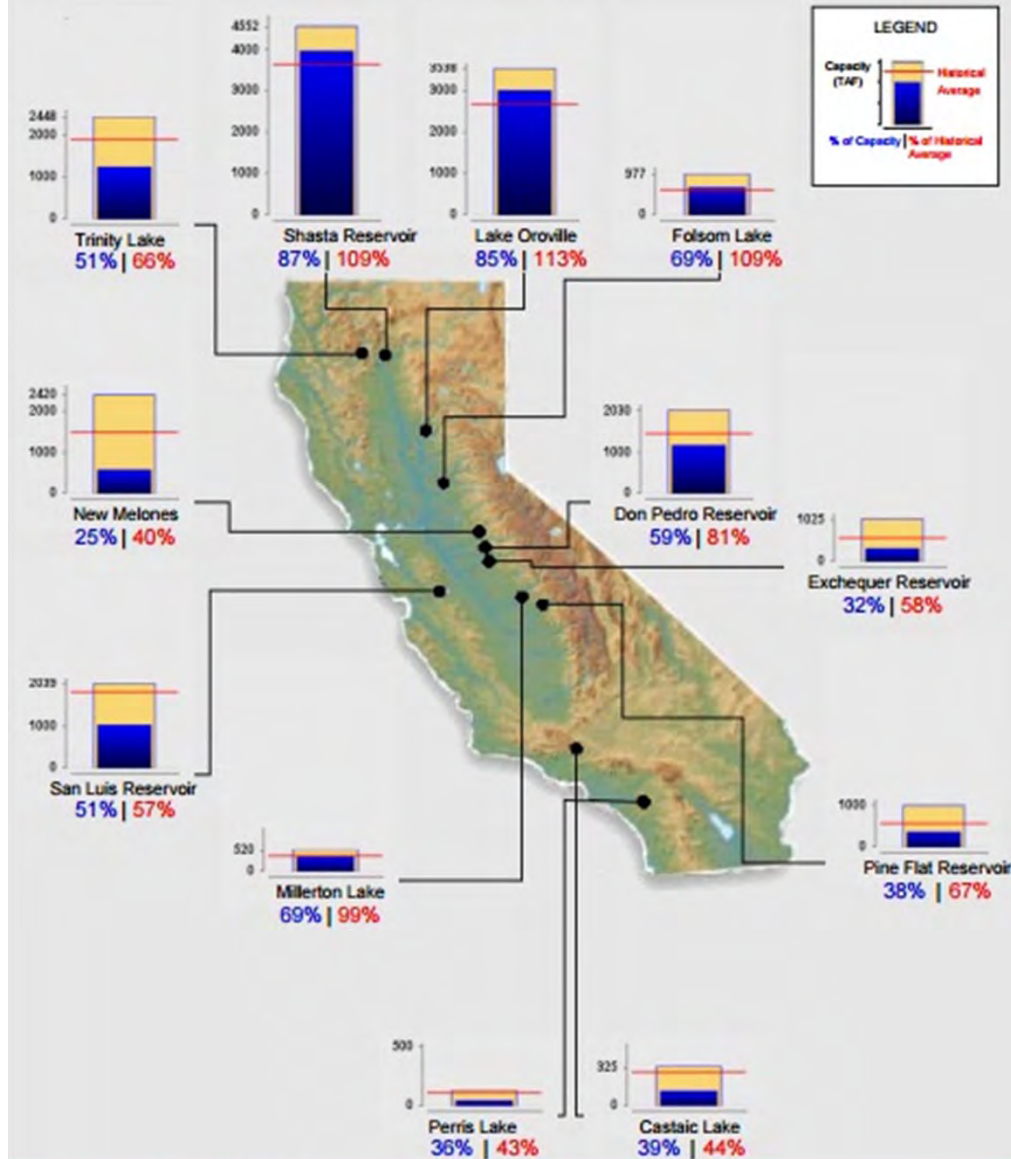 LEGEND
Capacity
(TAF)
Historical
Average
% of Capacity | % of Historical
Average
2448
2000
1000
0
Trinity Lake
51% | 66%
4552
4000
3000
2000
1000
0
Shasta Reservoir
87% | 109%
3538
3000
2000
1000
0
Lake Oroville
85% | 113%
977
0
Folsom Lake
69% | 109%
2420
2000
1000
0
New Melones
25% | 40%
2030
1000
0
Don Pedro Reservoir
59% | 81%
1025
0
Exchequer Reservoir
32% | 58%
2039
1000
0
San Luis Reservoir
51% | 57%
520
0
Millerton Lake
69% | 99%
1000
0
Pine Flat Reservoir
38% | 67%
500
0
Perris Lake
36% | 43%
325
0
Castaic Lake
39% | 44%